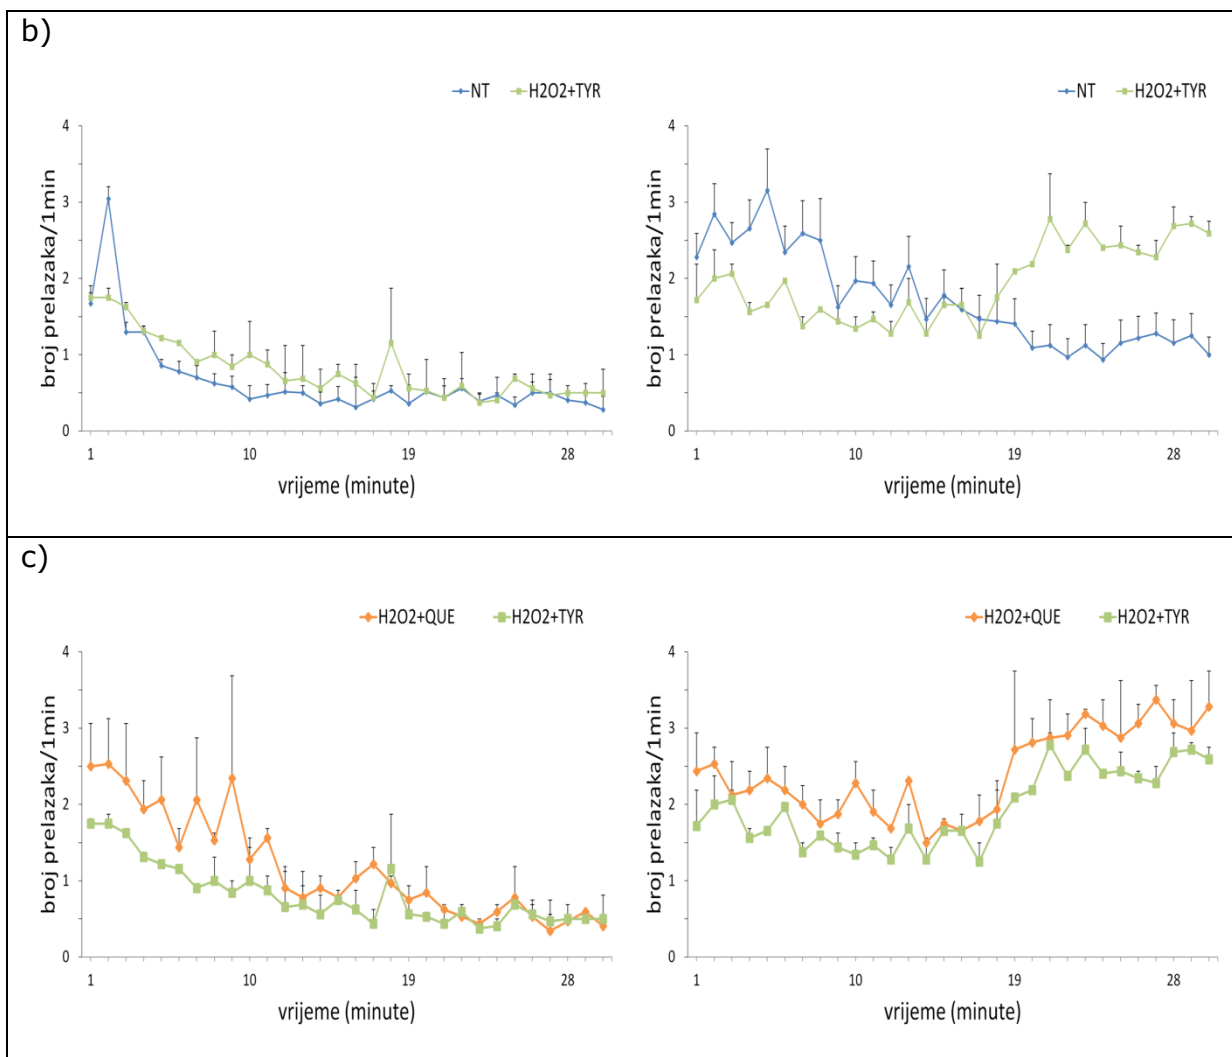 b)
NT H2O2+TYR
4
3
2
1
0
broj prelazaka/1min
1 10 19 28
vrijeme (minute)
NT H2O2+TYR
4
3
2
1
0
broj prelazaka/1min
1 10 19 28
vrijeme (minute)
c)
H2O2+QUE H2O2+TYR
4
3
2
1
0
broj prelazaka/1min
1 10 19 28
vrijeme (minute)
H2O2+QUE H2O2+TYR
4
3
2
1
0
broj prelazaka/1min
1 10 19 28
vrijeme (minute)